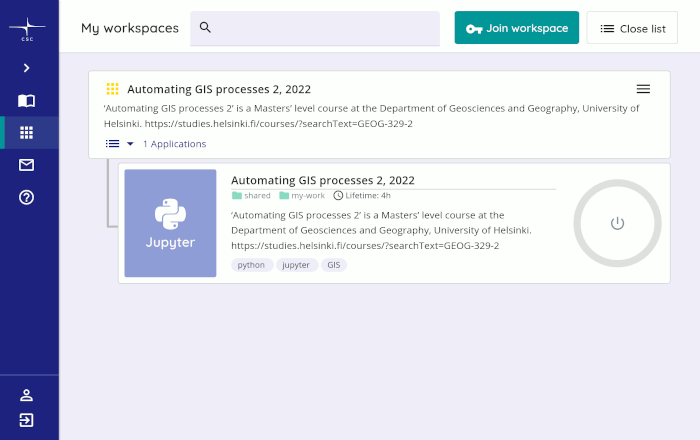 CSC
My workspaces
Join workspace
Close list
Automating GIS processes 2, 2022
'Automating GIS processes 2' is a Masters' level course at the Department of Geosciences and Geography, University of
Helsinki. https://studies.helsinki.fi/courses/?searchText=GEOG-329-2
1 Applications
Jupyter
Automating GIS processes 2, 2022
shared my-work Lifetime: 4h
'Automating GIS processes 2' is a Masters' level course at the
Department of Geosciences and Geography, University of Helsinki.
https://studies.helsinki.fi/courses/?searchText=GEOG-329-2
python jupyter GIS